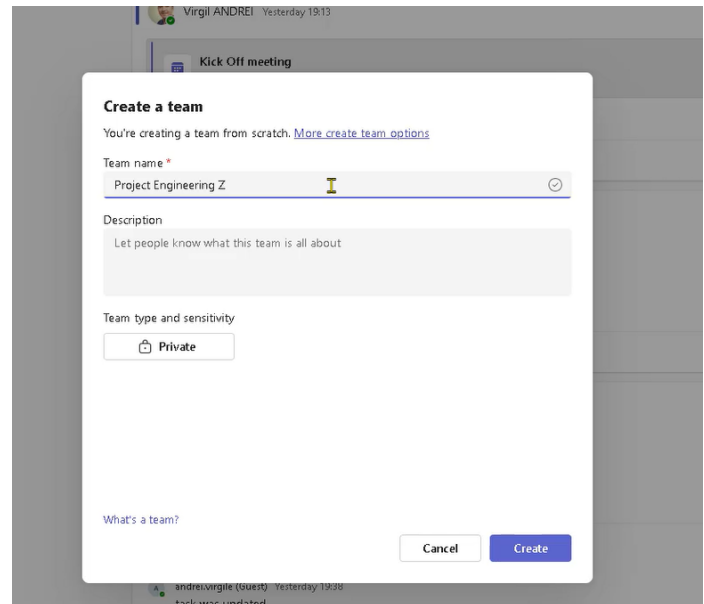 Virgil ANDREI Yesterday 19:13
Kick Off meeting
Create a team
You're creating a team from scratch. More create team options
Team name *
Project Engineering Z
Description
Let people know what this team is all about
Team type and sensitivity
Private
What's a team?
Cancel Create
A andrei.virgile (Guest) Yesterday 19:38
task was updated